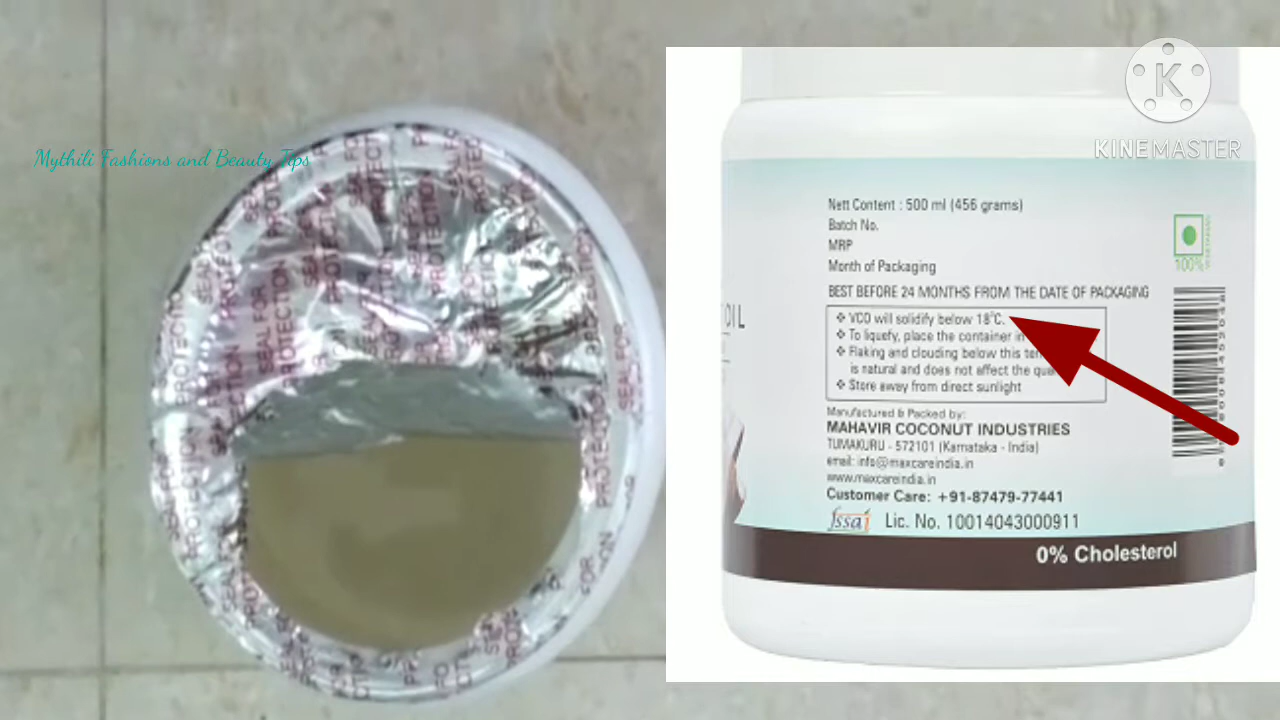 Mythili Fashions and Beauty Tips
SEAL FOR
PROTECTION
KINEMASTER
Nett Content : 500 ml (456 grams)
Batch No.
MRP
Month of Packaging
BEST BEFORE 24 MONTHS FROM THE DATE OF PACKAGING
❖ VCO will solidify below 18°C.
❖ To liquefy, place the container in
❖ Flaking and clouding below this
is natural and does not affect the
❖ Store away from direct sunlight
Manufactured & Packed by:
MAHAVIR COCONUT INDUSTRIES
TUMAKURU - 572101 (Karnataka - India)
email: info@maxcareindia.in
www.maxcareindia.in
Customer Care: +91-87479-77441
fssai Lic. No. 10014043000911
0% Cholesterol
100%
VEGETARIAN
OIL